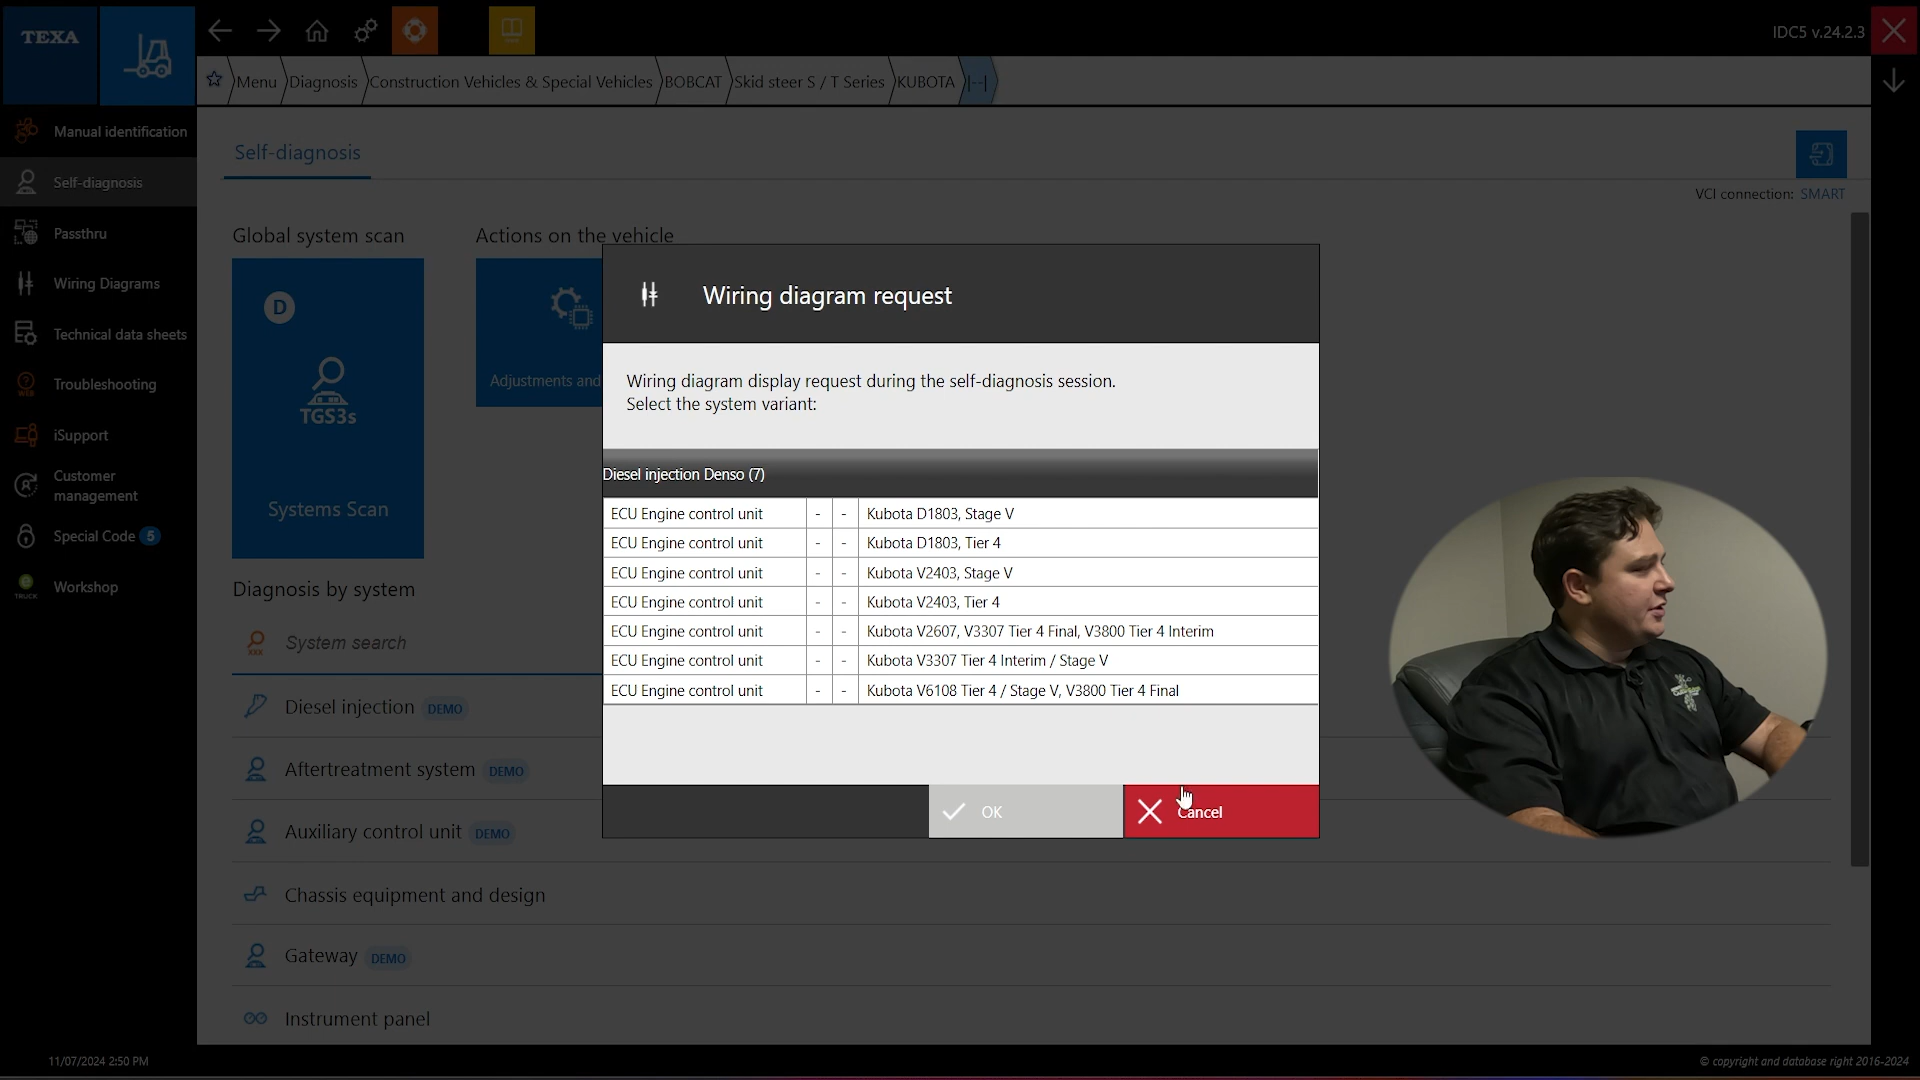 TEXA
IDC5 v.24.2.3
Menu Diagnosis Construction Vehicles & Special Vehicles BOBCAT Skid steer S / T Series KUBOTA |--|
Manual identification
Self-diagnosis
Passthru
Wiring Diagrams
Technical data sheets
WEB
Troubleshooting
iSupport
Customer
management
Special Code 5
TRUCK
Workshop
Self-diagnosis
VCI connection: SMART
Global system scan
Actions on the vehicle
D
TGS3s
Systems Scan
Adjustments and
Diagnosis by system
System search
Diesel injection DEMO
Aftertreatment system DEMO
Auxiliary control unit DEMO
Chassis equipment and design
Gateway DEMO
Instrument panel
Wiring diagram request
Wiring diagram display request during the self-diagnosis session.
Select the system variant:
Diesel injection Denso (7)
ECU Engine control unit - - Kubota D1803, Stage V
ECU Engine control unit - - Kubota D1803, Tier 4
ECU Engine control unit - - Kubota V2403, Stage V
ECU Engine control unit - - Kubota V2403, Tier 4
ECU Engine control unit - - Kubota V2607, V3307 Tier 4 Final, V3800 Tier 4 Interim
ECU Engine control unit - - Kubota V3307 Tier 4 Interim / Stage V
ECU Engine control unit - - Kubota V6108 Tier 4 / Stage V, V3800 Tier 4 Final
OK
Cancel
11/07/2024 2:50 PM
© copyright and database right 2016-2024